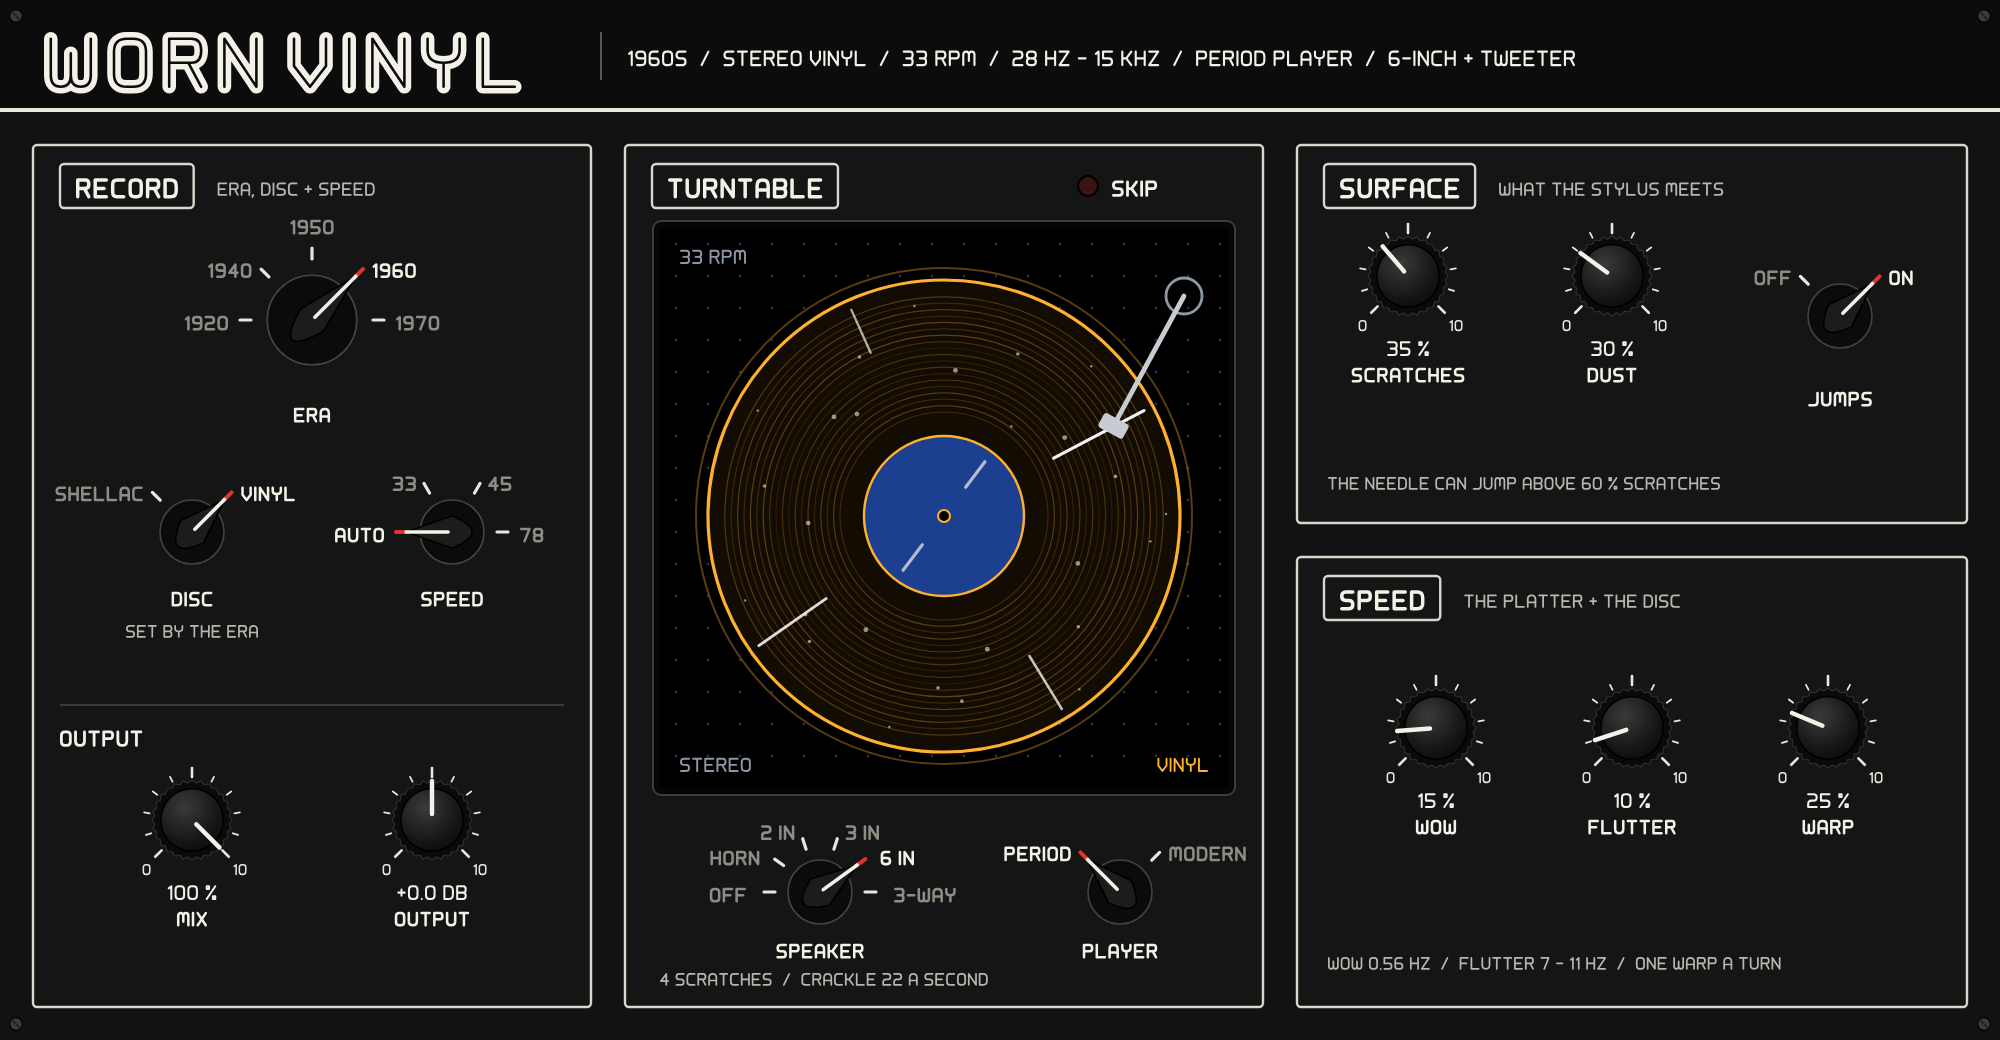 WORN VINYL
1960S / STEREO VINYL / 33 RPM / 28 HZ - 15 KHZ / PERIOD PLAYER / 6-INCH + TWEETER
RECORD
ERA, DISC + SPEED
1950
1940
1960
1920
1970
ERA
SHELLAC
VINYL
DISC
SET BY THE ERA
33
45
AUTO
78
SPEED
OUTPUT
0
10
100 %
MIX
0
10
+0.0 DB
OUTPUT
TURNTABLE
SKIP
33 RPM
STEREO
VINYL
2 IN
3 IN
HORN
6 IN
OFF
3-WAY
SPEAKER
PERIOD
MODERN
PLAYER
4 SCRATCHES / CRACKLE 22 A SECOND
SURFACE
WHAT THE STYLUS MEETS
0
10
35 %
SCRATCHES
0
10
30 %
DUST
OFF
ON
JUMPS
THE NEEDLE CAN JUMP ABOVE 60 % SCRATCHES
SPEED
THE PLATTER + THE DISC
0
10
15 %
WOW
0
10
10 %
FLUTTER
0
10
25 %
WARP
WOW 0.56 HZ / FLUTTER 7 - 11 HZ / ONE WARP A TURN